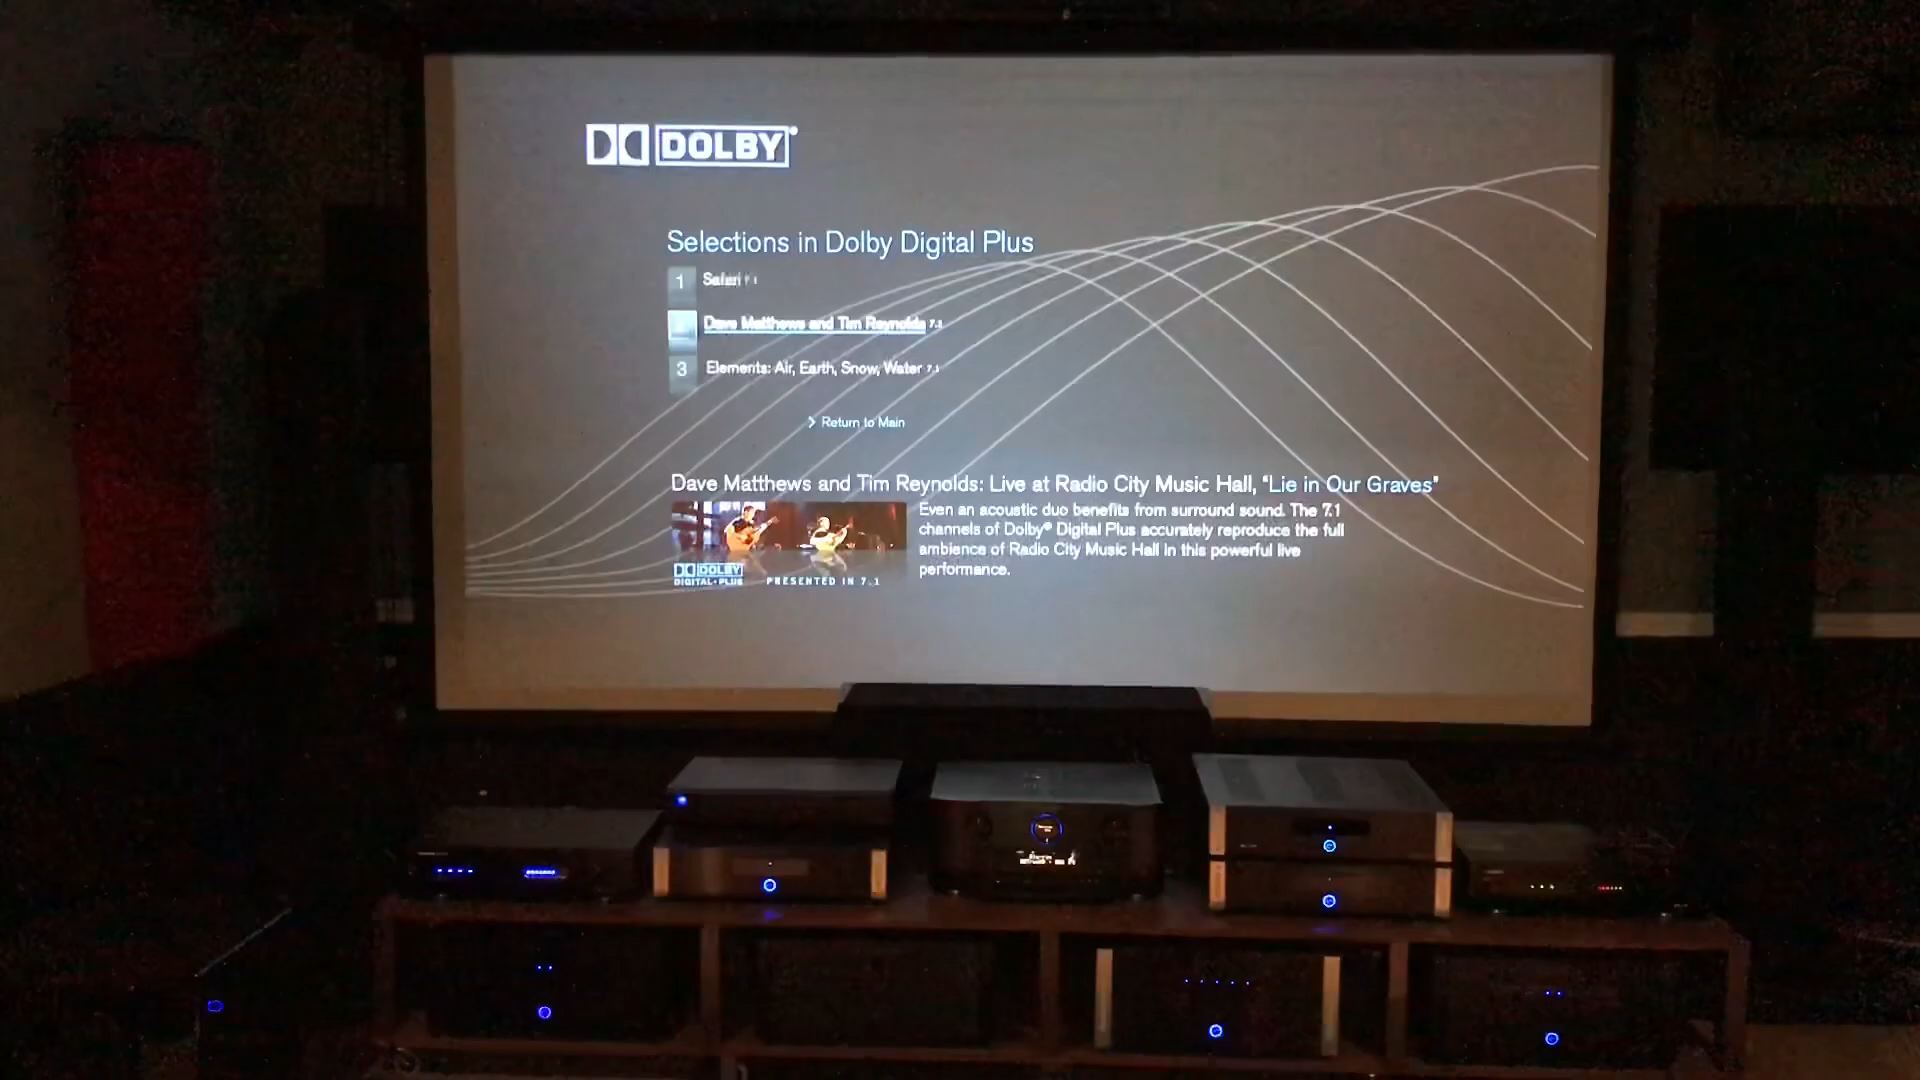 DOLBY®
Selections in Dolby Digital Plus
1 Safari 7.1
Dave Matthews and Tim Reynolds 7.1
3 Elements: Air, Earth, Snow, Water 7.1
> Return to Main
Dave Matthews and Tim Reynolds: Live at Radio City Music Hall, "Lie in Our Graves"
Even an acoustic duo benefits from surround sound. The 7.1
channels of Dolby® Digital Plus accurately reproduce the full
ambience of Radio City Music Hall in this powerful live
performance.
DOLBY
DIGITAL·PLUS PRESENTED IN 7.1